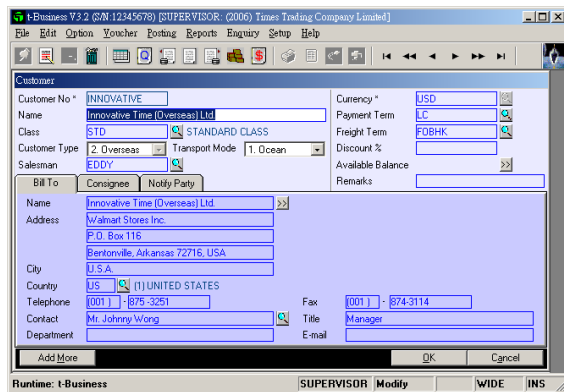 t-Business V3.2 (S/N:12345678) [SUPERVISOR: (2006) Times Trading Company Limited]
File Edit Option Voucher Posting Reports Enquiry Setup Help
Customer
Customer No * INNOVATIVE Currency * USD
Name Innovative Time (Overseas) Ltd. Payment Term LC
Class STD STANDARD CLASS Freight Term FOBHK
Customer Type 2. Overseas Transport Mode 1. Ocean Discount %
Salesman EDDY Available Balance >>
Bill To Consignee Notify Party Remarks
Name Innovative Time (Overseas) Ltd. >>
Address Walmart Stores Inc.
P.O. Box 116
Bentonville, Arkansas 72716, USA
City U.S.A.
Country US (1) UNITED STATES
Telephone (001 ) - 875 -3251 Fax (001 ) - 874-3114
Contact Mr. Johnny Wong Title Manager
Department E-mail
Add More OK Cancel
Runtime: t-Business SUPERVISOR Modify WIDE INS